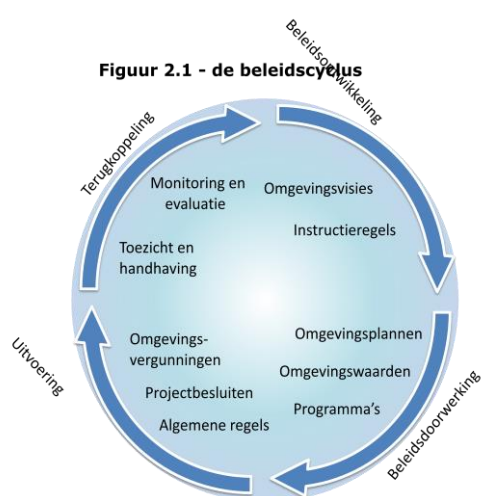 Figuur 2.1 - de beleidscyclus
Beleidsontwikkeling
Terugkoppeling
Monitoring en
evaluatie
Toezicht en
handhaving
Omgevingsvisies
Instructieregels
Omgevingsplannen
Omgevingswaarden
Programma's
Beleidsdoorwerking
Omgevings-
vergunningen
Projectbesluiten
Algemene regels
Uitvoering